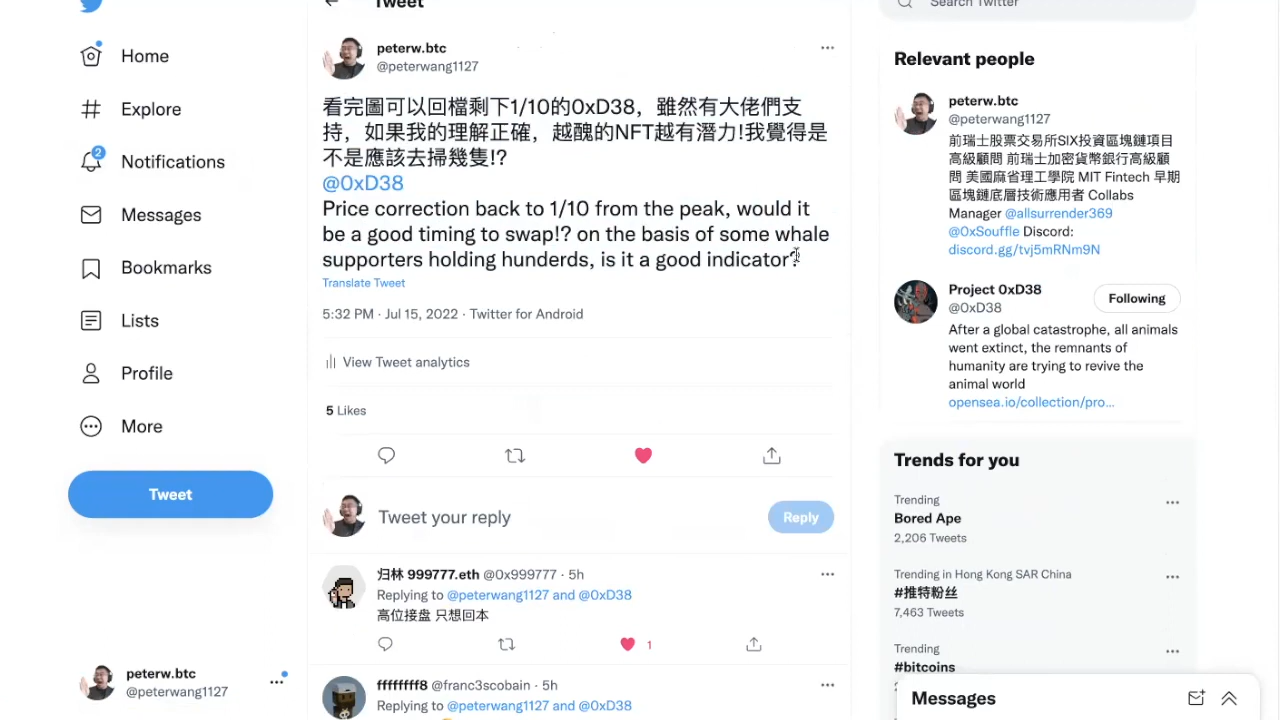 Tweet
Search Twitter
Home
Explore
2
Notifications
Messages
Bookmarks
Lists
Profile
More
Tweet
peterw.btc
@peterwang1127
peterw.btc
@peterwang1127
看完圖可以回檔剩下1/10的0xD38，雖然有大佬們支
持，如果我的理解正確，越醜的NFT越有潛力!我覺得是
不是應該去掃幾隻!?
@0xD38
Price correction back to 1/10 from the peak, would it
be a good timing to swap!? on the basis of some whale
supporters holding hunderds, is it a good indicator?
Translate Tweet
5:32 PM · Jul 15, 2022 · Twitter for Android
View Tweet analytics
5 Likes
Tweet your reply
Reply
归林 999777.eth @0x999777 · 5h
Replying to @peterwang1127 and @0xD38
高位接盘 只想回本
1
ffffffff8 @franc3scobain · 5h
Replying to @peterwang1127 and @0xD38
Relevant people
peterw.btc
@peterwang1127
前瑞士股票交易所SIX投資區塊鏈項目
高級顧問 前瑞士加密貨幣銀行高級顧
問 美國麻省理工學院 MIT Fintech 早期
區塊鏈底層技術應用者 Collabs
Manager @allsurrender369
@0xSouffle Discord:
discord.gg/tvj5mRNm9N
Project 0xD38
@0xD38
Following
After a global catastrophe, all animals
went extinct, the remnants of
humanity are trying to revive the
animal world
opensea.io/collection/pro...
Trends for you
Trending
Bored Ape
2,206 Tweets
Trending in Hong Kong SAR China
#推特粉丝
7,463 Tweets
Trending
#bitcoins
Messages